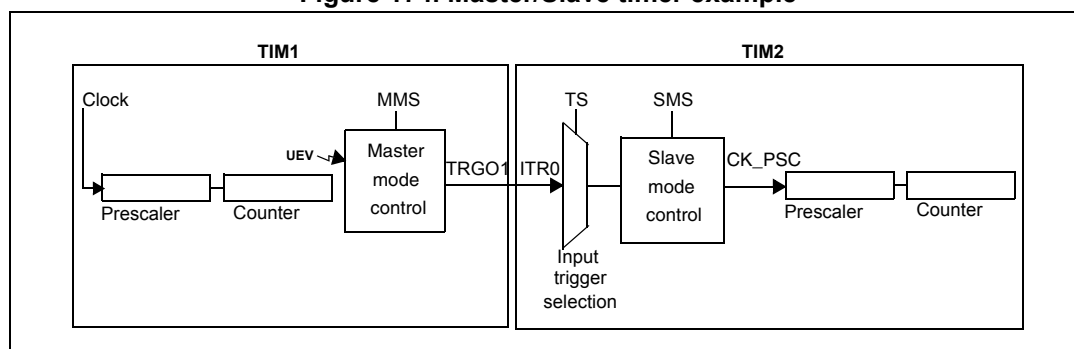 Figure 174. Master/Slave timer example
TIM1
TIM2
Clock
MMS
TS
SMS
UEV
Master
mode
control
TRGO1
ITR0
Slave
mode
control
CK_PSC
Prescaler
Counter
Prescaler
Counter
Input
trigger
selection